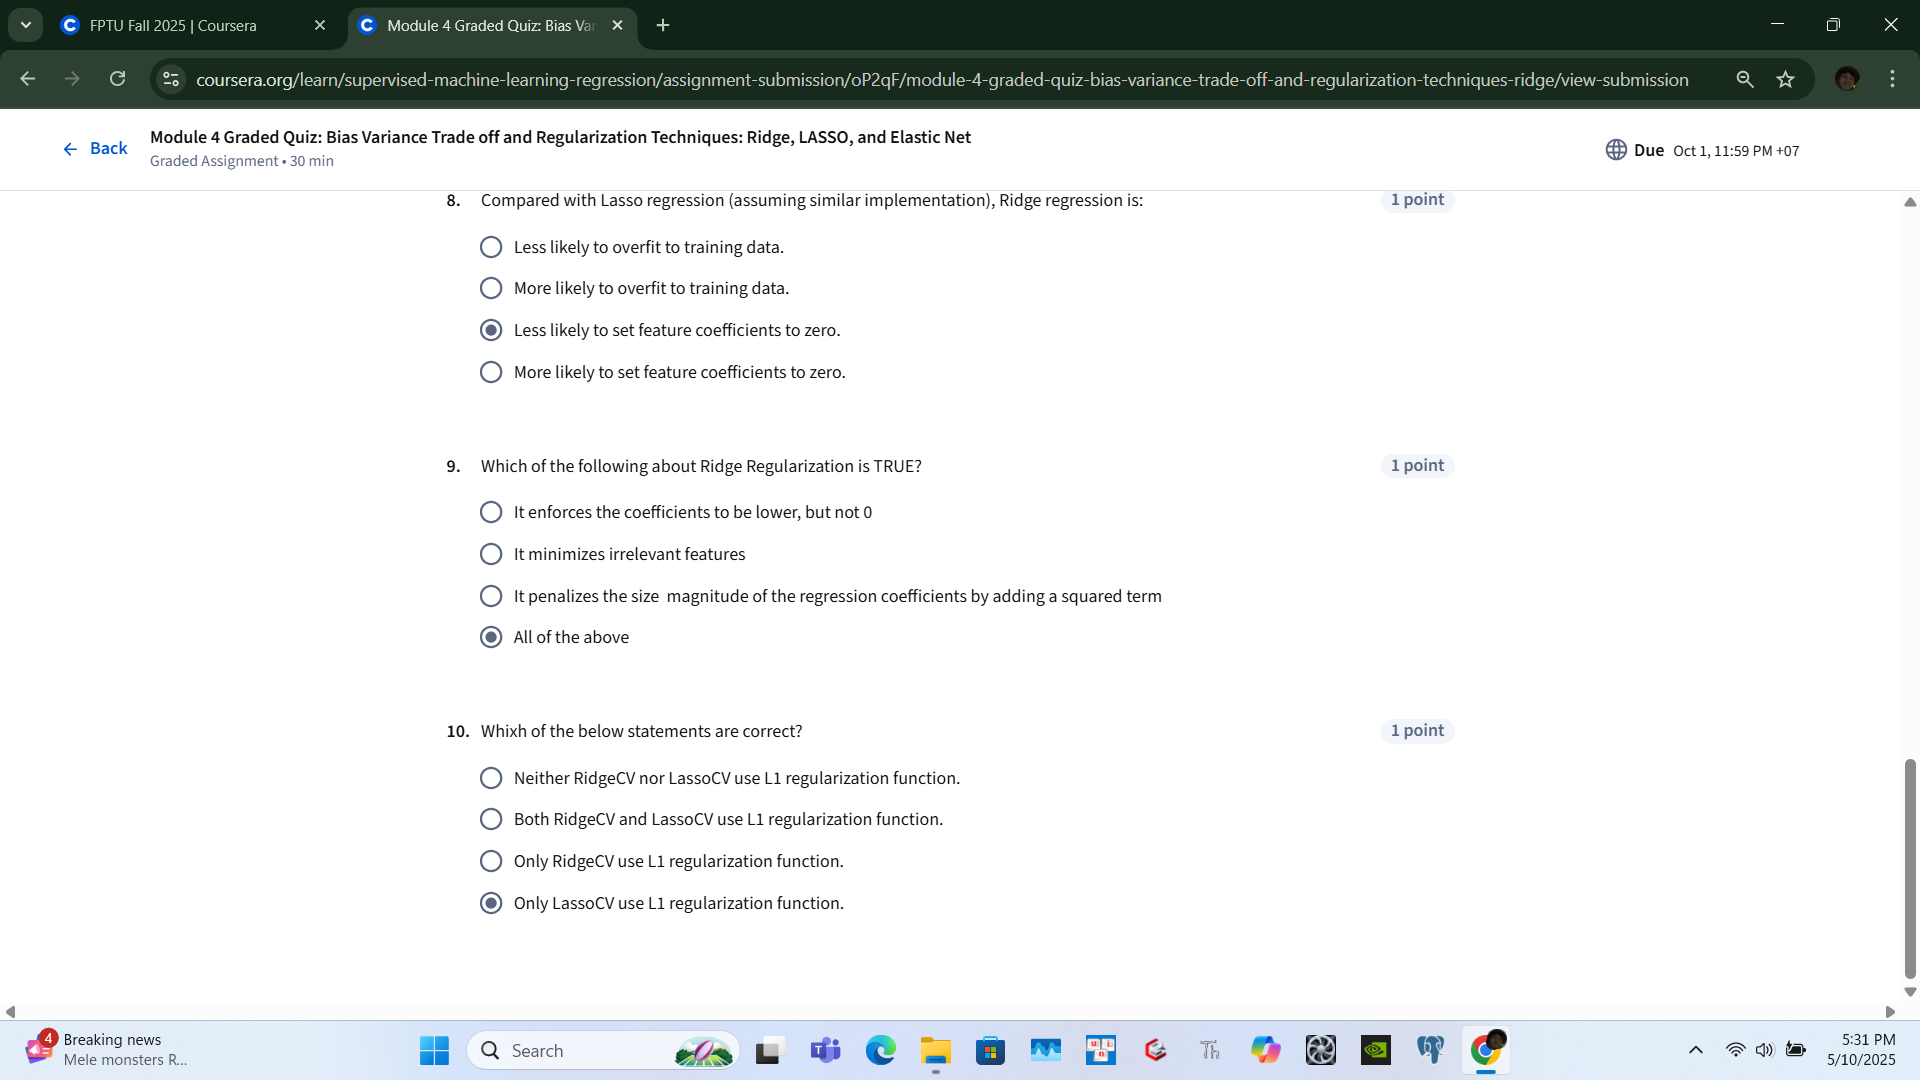 FPTU Fall 2025 | Coursera
Module 4 Graded Quiz: Bias Va
coursera.org/learn/supervised-machine-learning-regression/assignment-submission/oP2qF/module-4-graded-quiz-bias-variance-trade-off-and-regularization-techniques-ridge/view-submission
Back
Module 4 Graded Quiz: Bias Variance Trade off and Regularization Techniques: Ridge, LASSO, and Elastic Net
Graded Assignment • 30 min
Due Oct 1, 11:59 PM +07
8. Compared with Lasso regression (assuming similar implementation), Ridge regression is: 1 point
Less likely to overfit to training data.
More likely to overfit to training data.
Less likely to set feature coefficients to zero.
More likely to set feature coefficients to zero.
9. Which of the following about Ridge Regularization is TRUE? 1 point
It enforces the coefficients to be lower, but not 0
It minimizes irrelevant features
It penalizes the size magnitude of the regression coefficients by adding a squared term
All of the above
10. Whixh of the below statements are correct? 1 point
Neither RidgeCV nor LassoCV use L1 regularization function.
Both RidgeCV and LassoCV use L1 regularization function.
Only RidgeCV use L1 regularization function.
Only LassoCV use L1 regularization function.
4
Breaking news
Mele monsters R...
Search
Th
5:31 PM
5/10/2025